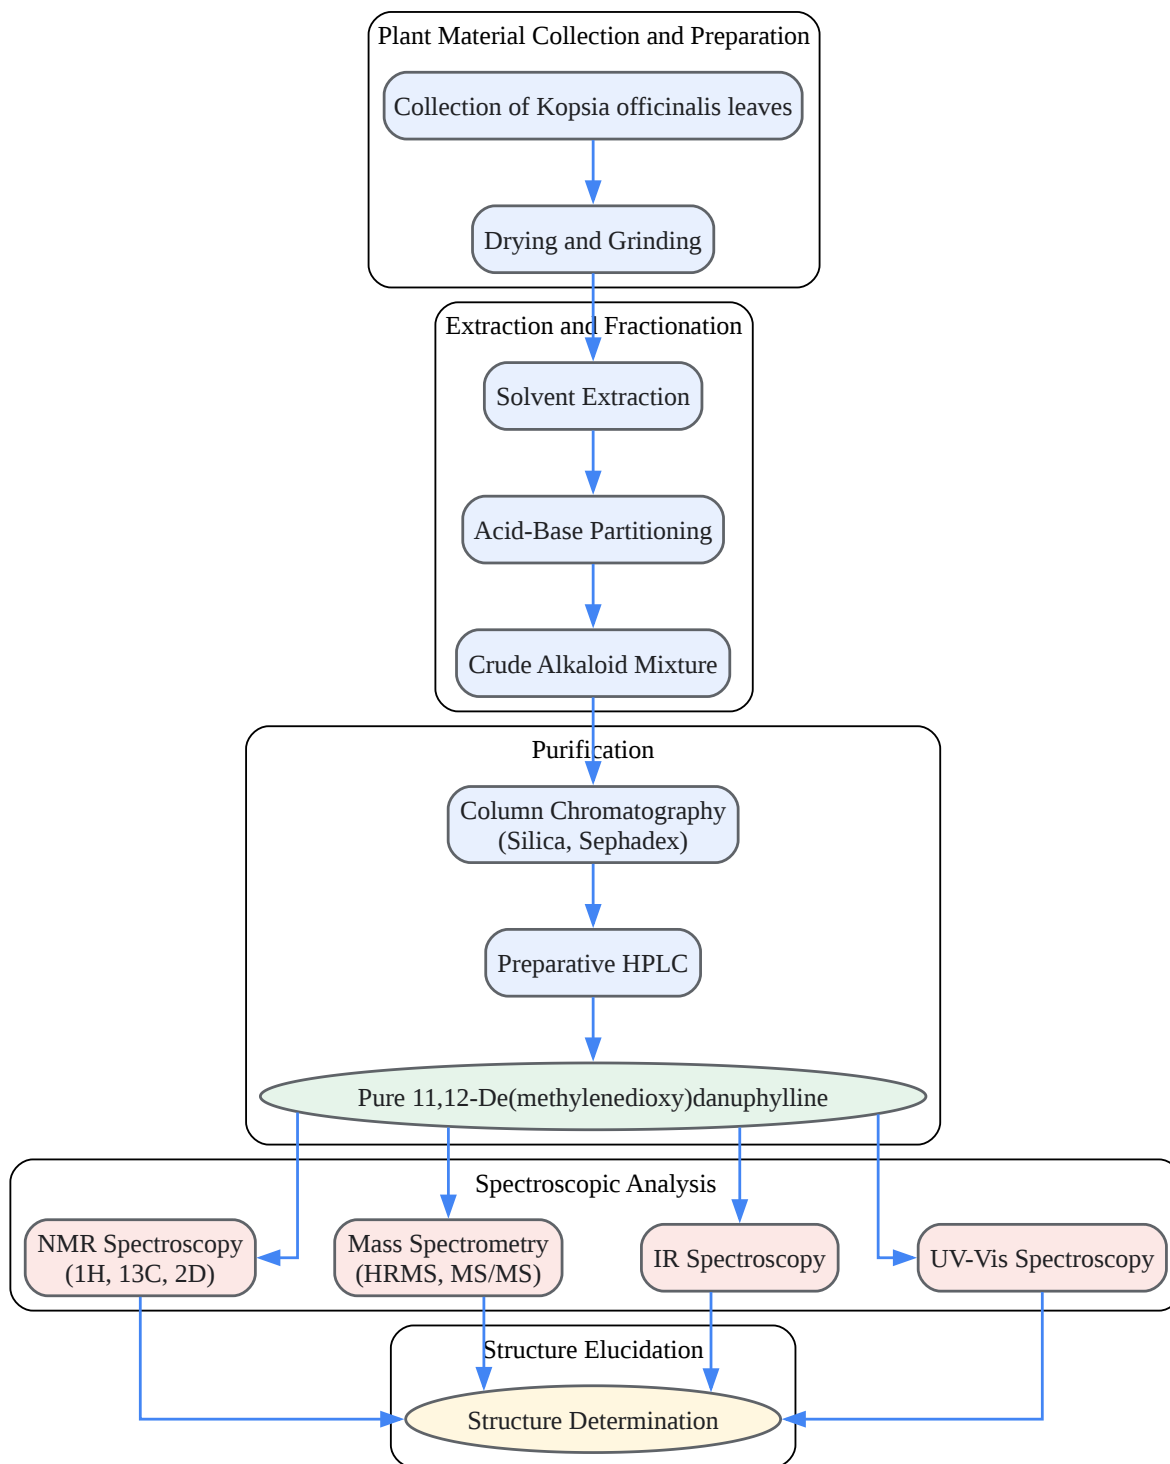 Plant Material Collection and Preparation
Collection of Kopsia officinalis leaves
Drying and Grinding
Extraction and Fractionation
Solvent Extraction
Acid-Base Partitioning
Crude Alkaloid Mixture
Purification
Column Chromatography
(Silica, Sephadex)
Preparative HPLC
Pure 11,12-De(methylenedioxy)danuphylline
Spectroscopic Analysis
NMR Spectroscopy
(1H, 13C, 2D)
Mass Spectrometry
(HRMS, MS/MS)
IR Spectroscopy
UV-Vis Spectroscopy
Structure Elucidation
Structure Determination